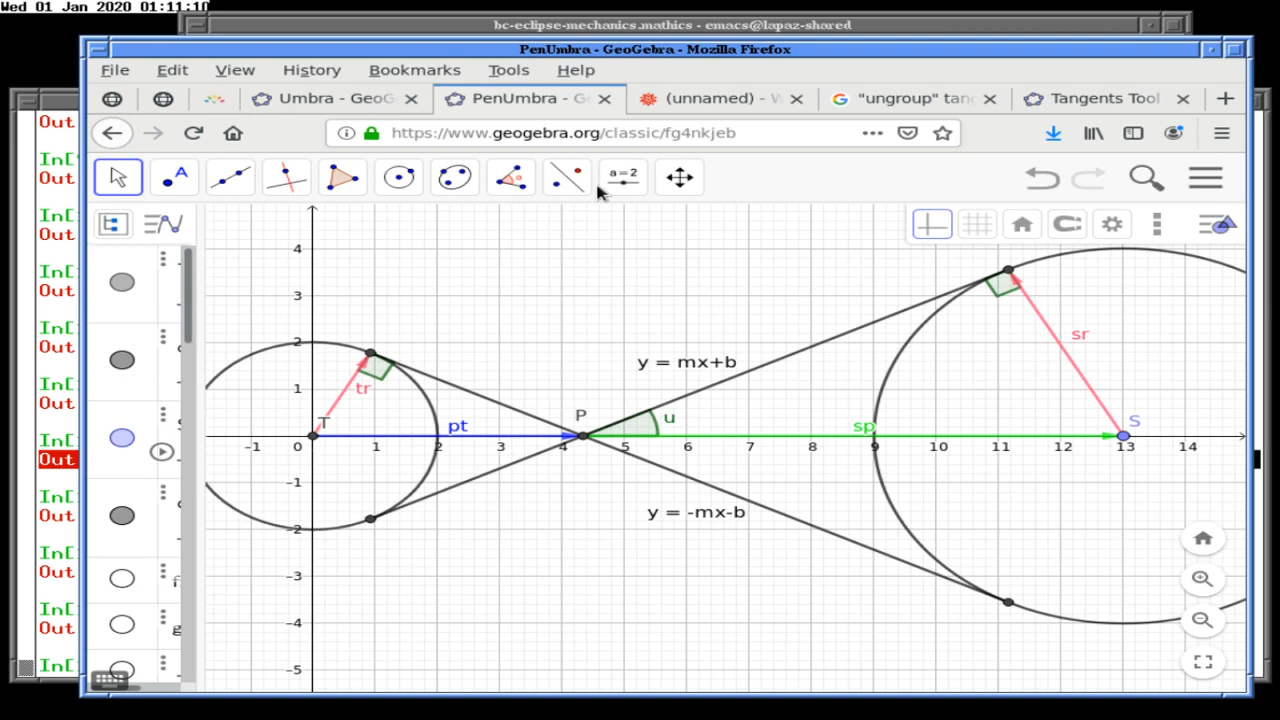 Wed 01 Jan 2020 01:11:10
bc-eclipse-mechanics.mathics - emacs@lapaz-shared
PenUmbra - GeoGebra - Mozilla Firefox
File Edit View History Bookmarks Tools Help
Umbra - GeoG PenUmbra - Ge (unnamed) - W "ungroup" tang Tangents Tool
https://www.geogebra.org/classic/fg4nkjeb
A a=2
Out
In[
Out
In[
Out
In[
Out
In[
Out
In[
Out
In[
Out
In[
Out
In[
Out
In[
Out
In[
4
3
2
1
-1 0 1 2 3 4 5 6 7 8 9 10 11 12 13 14
-1
-2
-3
-4
-5
y = mx+b
sr
tr
T
pt
P
u
sp
S
y = -mx-b